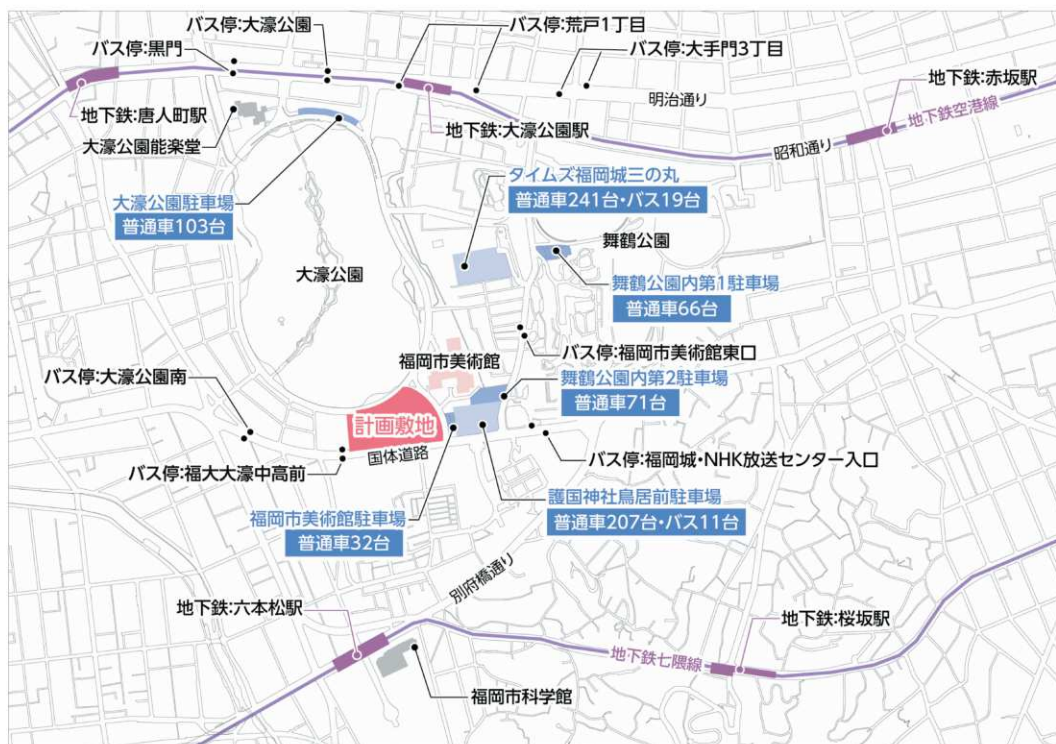 バス停:大濠公園
バス停:荒戸1丁目
バス停:黒門
バス停:大手門3丁目
地下鉄:赤坂駅
地下鉄:唐人町駅
明治通り
地下鉄空港線
地下鉄:大濠公園駅
昭和通り
大濠公園能楽堂
タイムズ福岡城三の丸
普通車241台・バス19台
大濠公園駐車場
普通車103台
舞鶴公園
大濠公園
舞鶴公園内第1駐車場
普通車66台
バス停:福岡市美術館東口
福岡市美術館
バス停:大濠公園南
舞鶴公園内第2駐車場
普通車71台
計画敷地
国体道路
バス停:福岡城・NHK放送センター入口
バス停:福大大濠中高前
護国神社鳥居前駐車場
普通車207台・バス11台
福岡市美術館駐車場
普通車32台
別府橋通り
地下鉄:六本松駅
地下鉄:桜坂駅
地下鉄七隈線
福岡市科学館